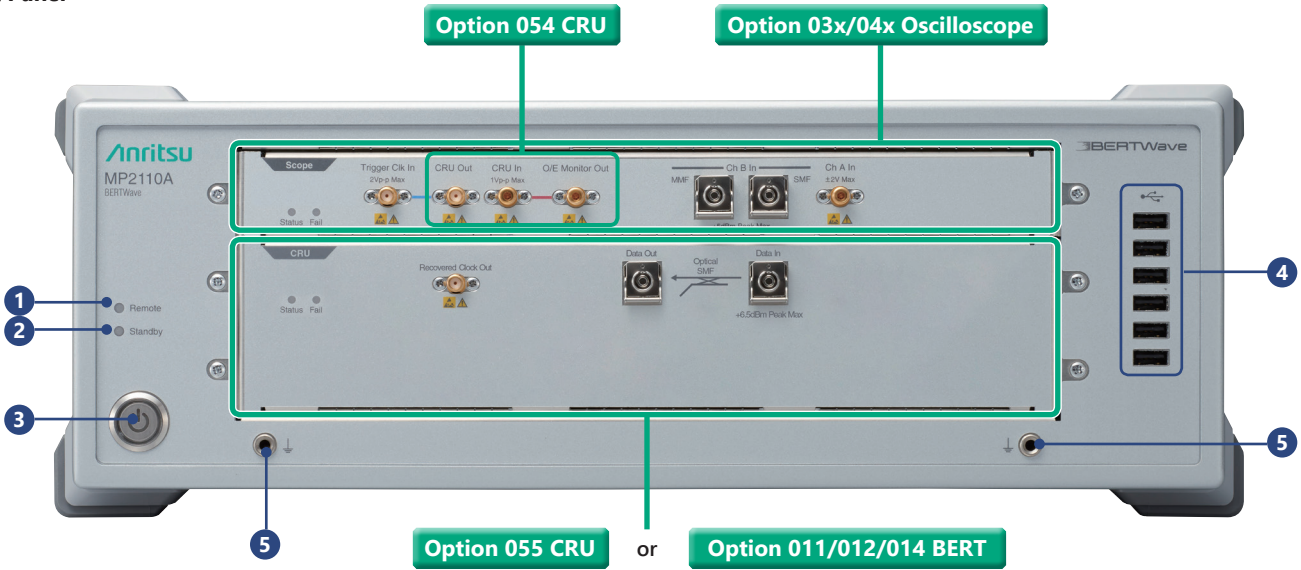 Panel
Option 054 CRU
Option 03x/04x Oscilloscope
Anritsu
MP2110A
BERTWave
BERTWave
Scope
Trigger Clk In
2Vp-p Max
CRU Out
CRU In
1Vp-p Max
O/E Monitor Out
Ch B In
MMF
SMF
Peak Max
Ch A In
±2V Max
Status Fail
CRU
Recovered Clock Out
Data Out
Optical
SMF
Data In
+6.5dBm Peak Max
Status Fail
1
Remote
2
Standby
3
4
5
5
Option 055 CRU
or
Option 011/012/014 BERT